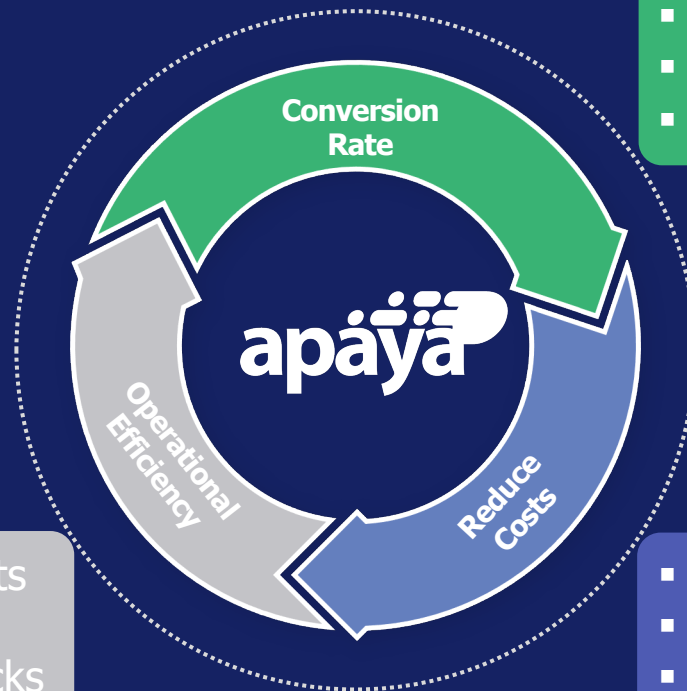 Conversion
Rate
apaya
Operational
Efficiency
Reduce
Costs